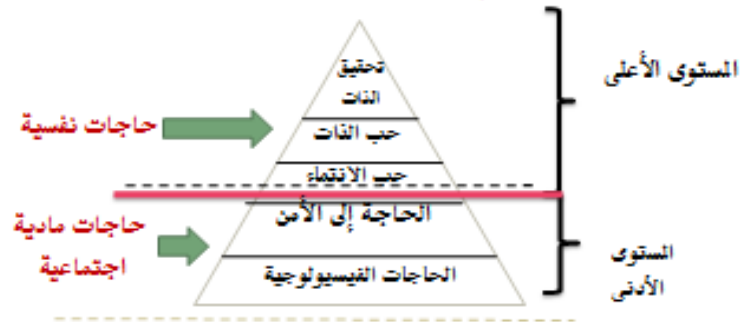 تحقيق
الذات
المستوى الأعلى
حاجات نفسية
حب الذات
حب الانتماء
الحاجة إلى الأمن
حاجات مادية
اجتماعية
المستوى
الأدنى
الحاجات الفيسيولوجية